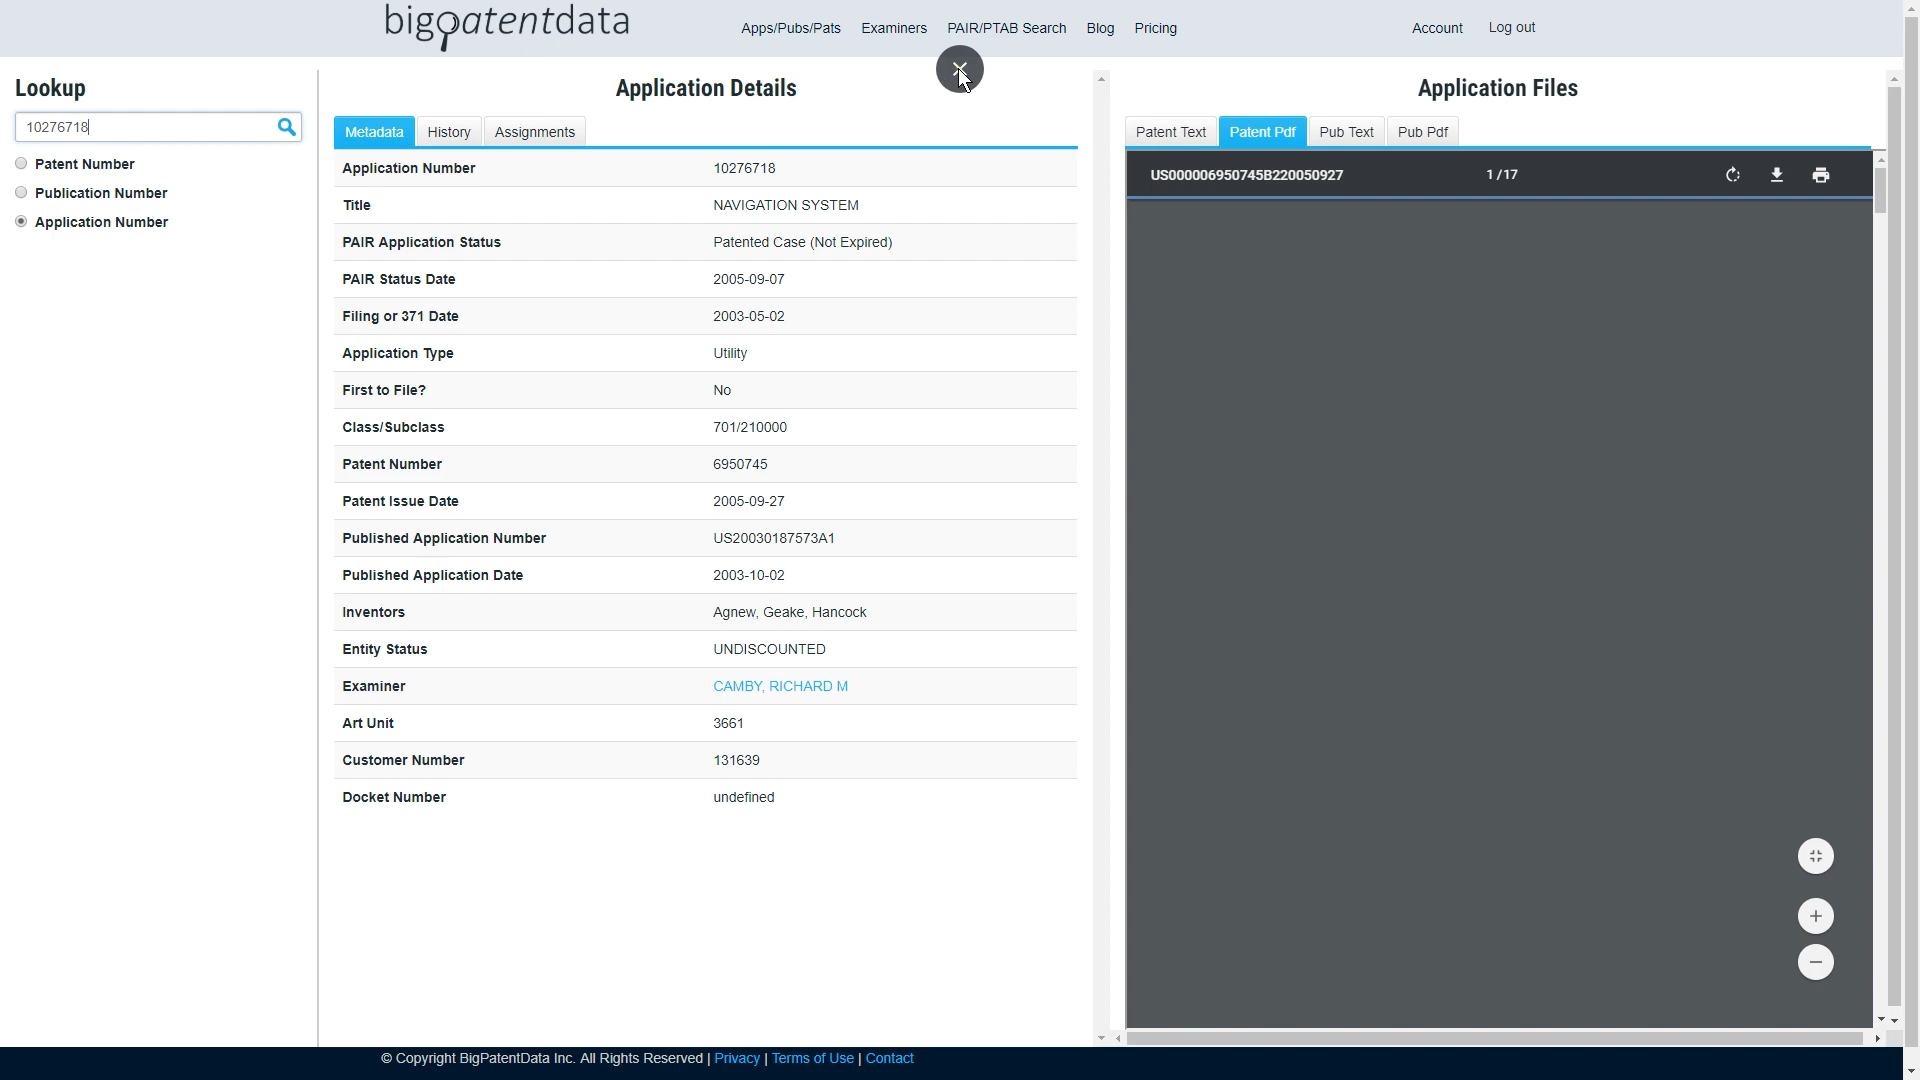 bigpatentdata
Apps/Pubs/Pats Examiners PAIR/PTAB Search Blog Pricing Account Log out
Lookup
10276718
Patent Number
Publication Number
Application Number
Application Details
Metadata History Assignments
Application Number 10276718
Title NAVIGATION SYSTEM
PAIR Application Status Patented Case (Not Expired)
PAIR Status Date 2005-09-07
Filing or 371 Date 2003-05-02
Application Type Utility
First to File? No
Class/Subclass 701/210000
Patent Number 6950745
Patent Issue Date 2005-09-27
Published Application Number US20030187573A1
Published Application Date 2003-10-02
Inventors Agnew, Geake, Hancock
Entity Status UNDISCOUNTED
Examiner CAMBY, RICHARD M
Art Unit 3661
Customer Number 131639
Docket Number undefined
Application Files
Patent Text Patent Pdf Pub Text Pub Pdf
US000006950745B220050927 1 / 17
© Copyright BigPatentData Inc. All Rights Reserved | Privacy | Terms of Use | Contact